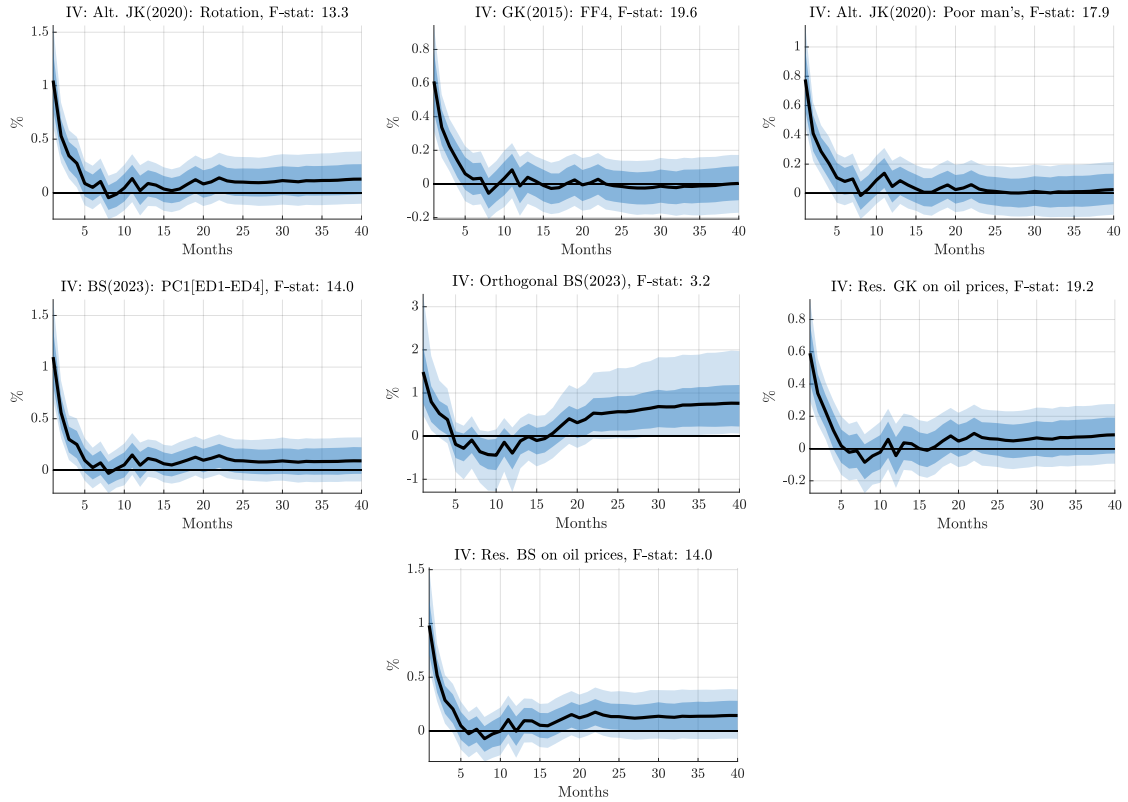 IV: Alt. JK(2020): Rotation, F-stat: 13.3
1.5
1
0.5
0
%
5 10 15 20 25 30 35 40
Months
IV: GK(2015): FF4, F-stat: 19.6
0.8
0.6
0.4
0.2
0
-0.2
%
5 10 15 20 25 30 35 40
Months
IV: Alt. JK(2020): Poor man's, F-stat: 17.9
1
0.8
0.6
0.4
0.2
0
%
5 10 15 20 25 30 35 40
Months
IV: BS(2023): PC1[ED1-ED4], F-stat: 14.0
1.5
1
0.5
0
%
5 10 15 20 25 30 35 40
Months
IV: Orthogonal BS(2023), F-stat: 3.2
3
2
1
0
-1
%
5 10 15 20 25 30 35 40
Months
IV: Res. GK on oil prices, F-stat: 19.2
0.8
0.6
0.4
0.2
0
-0.2
%
5 10 15 20 25 30 35 40
Months
IV: Res. BS on oil prices, F-stat: 14.0
1.5
1
0.5
0
%
5 10 15 20 25 30 35 40
Months